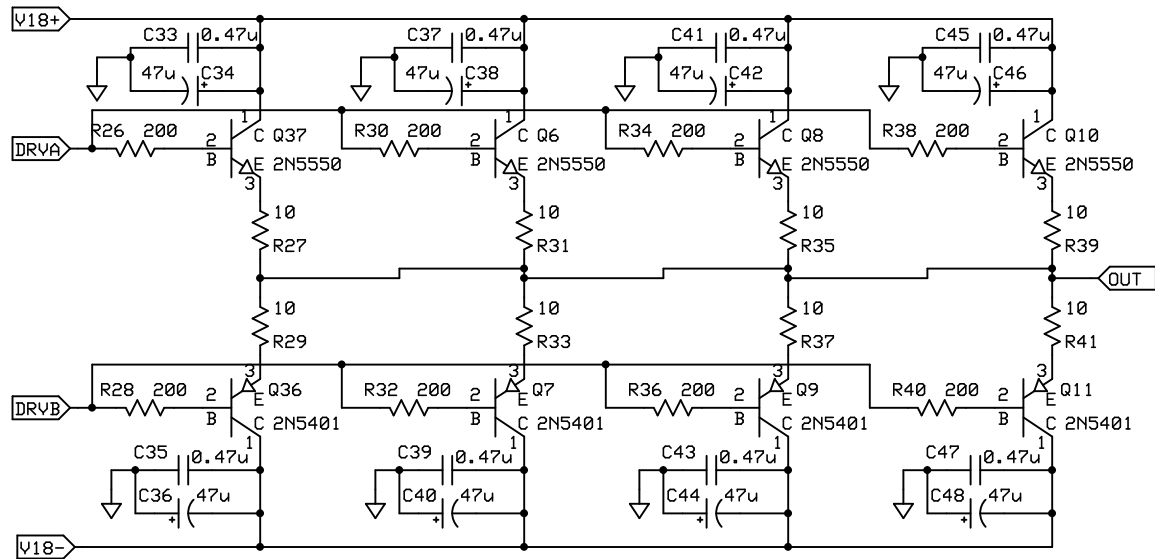 V18+
C33 0.47u C37 0.47u C41 0.47u C45 0.47u
47u C34 47u C38 47u C42 47u C46
+ + + +
1 1 1 1
R26 200 2 C Q37 R30 200 2 C Q6 R34 200 2 C Q8 R38 200 2 C Q10
DRVA B E 2N5550 B E 2N5550 B E 2N5550 B E 2N5550
3 3 3 3
10 10 10 10
R27 R31 R35 R39
OUT
10 10 10 10
R29 R33 R37 R41
3 3 3 3
R28 200 2 E Q36 R32 200 2 E Q7 R36 200 2 E Q9 R40 200 2 E Q11
DRVB B C 2N5401 B C 2N5401 B C 2N5401 B C 2N5401
1 1 1 1
C35 0.47u C39 0.47u C43 0.47u C47 0.47u
C36 47u C40 47u C44 47u C48 47u
+ + + +
V18-